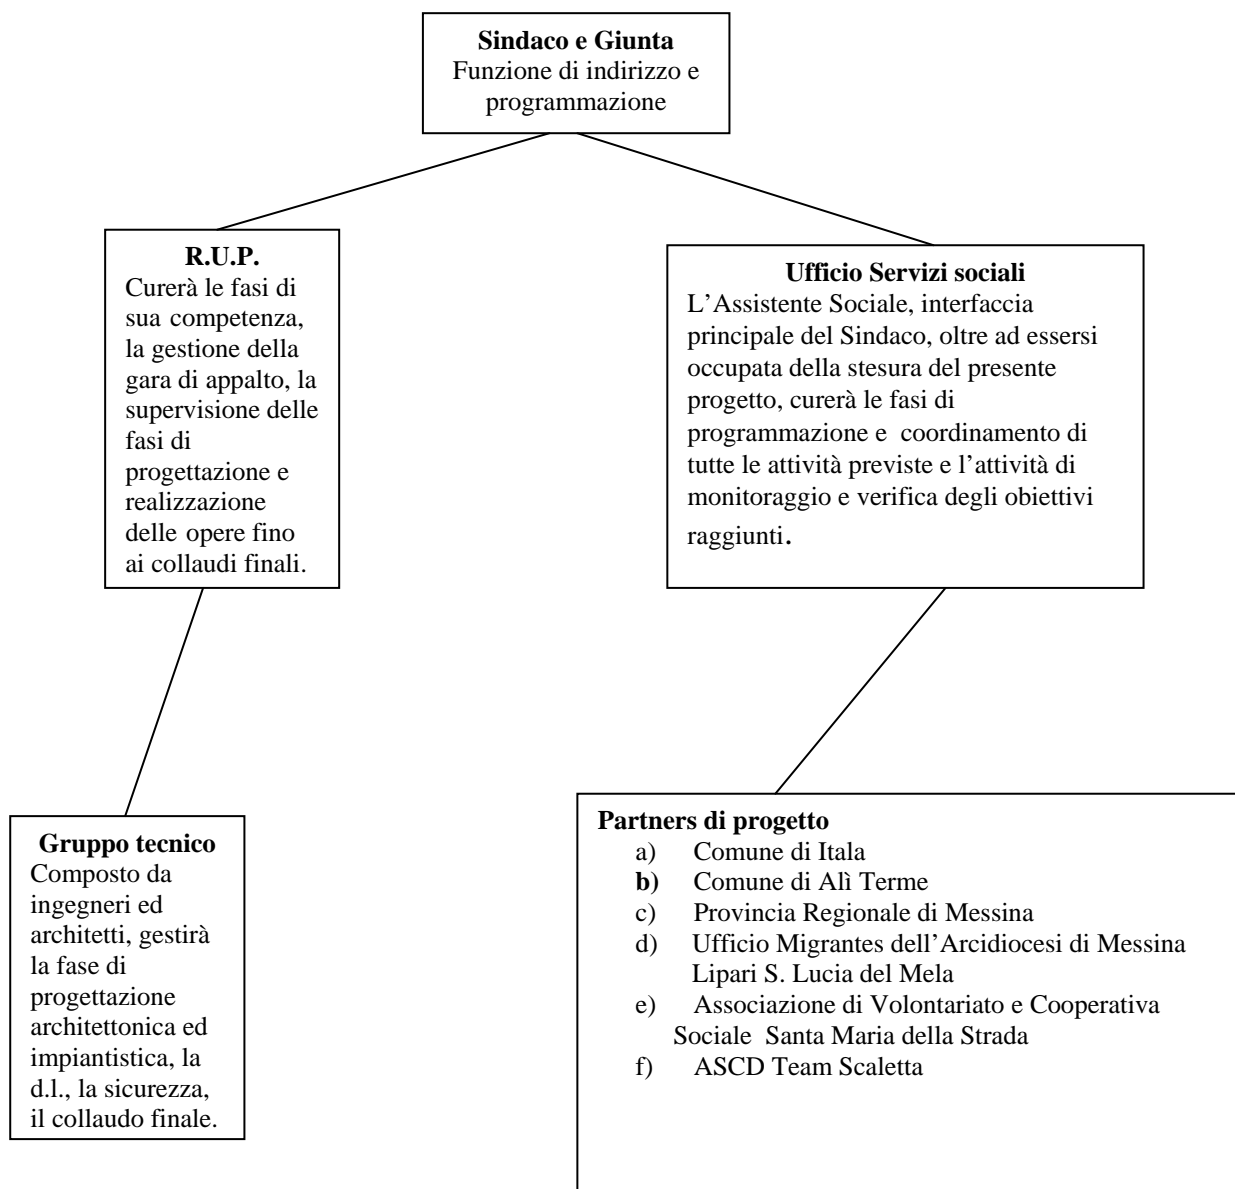 Sindaco e Giunta
Funzione di indirizzo e
programmazione
R.U.P.
Curerà le fasi di
sua competenza,
la gestione della
gara di appalto, la
supervisione delle
fasi di
progettazione e
realizzazione
delle opere fino
ai collaudi finali.
Ufficio Servizi sociali
L’Assistente Sociale, interfaccia
principale del Sindaco, oltre ad essersi
occupata della stesura del presente
progetto, curerà le fasi di
programmazione e coordinamento di
tutte le attività previste e l’attività di
monitoraggio e verifica degli obiettivi
raggiunti.
Gruppo tecnico
Composto da
ingegneri ed
architetti, gestirà
la fase di
progettazione
architettonica ed
impiantistica, la
d.l., la sicurezza,
il collaudo finale.
Partners di progetto
a) Comune di Itala
b) Comune di Alì Terme
c) Provincia Regionale di Messina
d) Ufficio Migrantes dell’Arcidiocesi di Messina
Lipari S. Lucia del Mela
e) Associazione di Volontariato e Cooperativa
Sociale Santa Maria della Strada
f) ASCD Team Scaletta